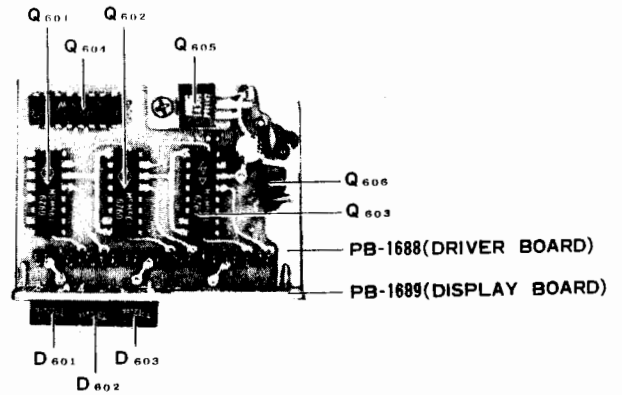 Q601
Q602
Q604
Q605
Q606
Q603
PB-1688(DRIVER BOARD)
PB-1689(DISPLAY BOARD)
D601
D603
D602